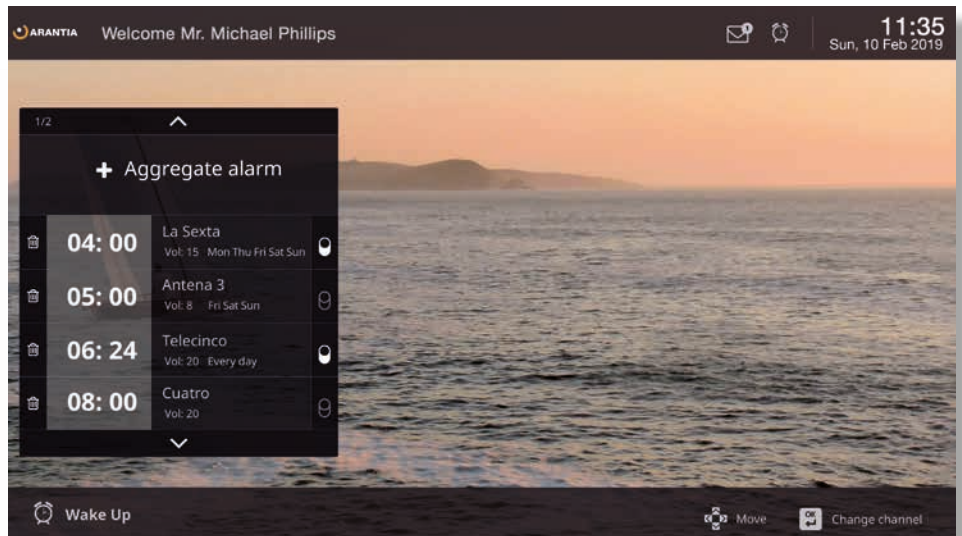 ARANTIA Welcome Mr. Michael Phillips
1
11:35
Sun, 10 Feb 2019
1/2
+ Aggregate alarm
04: 00 La Sexta
Vol: 15 Mon Thu Fri Sat Sun
05: 00 Antena 3
Vol: 8 Fri Sat Sun
06: 24 Telecinco
Vol: 20 Every day
08: 00 Cuatro
Vol: 20
Wake Up
Move
OK Change channel